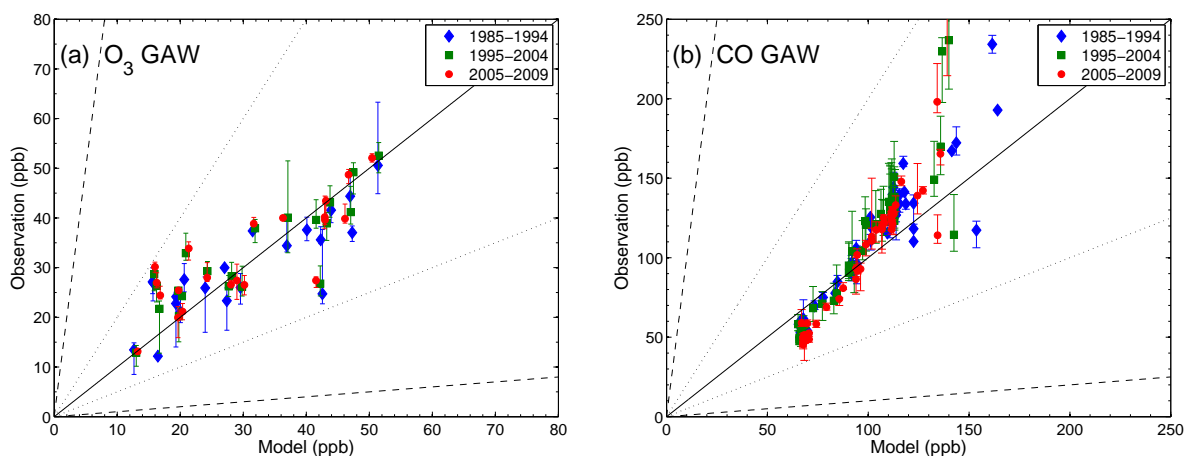 (a) O3 GAW
1985−1994
1995−2004
2005−2009
Observation (ppb)
80
70
60
50
40
30
20
10
0
0 10 20 30 40 50 60 70 80
Model (ppb)
(b) CO GAW
1985−1994
1995−2004
2005−2009
Observation (ppb)
250
200
150
100
50
0
0 50 100 150 200 250
Model (ppb)